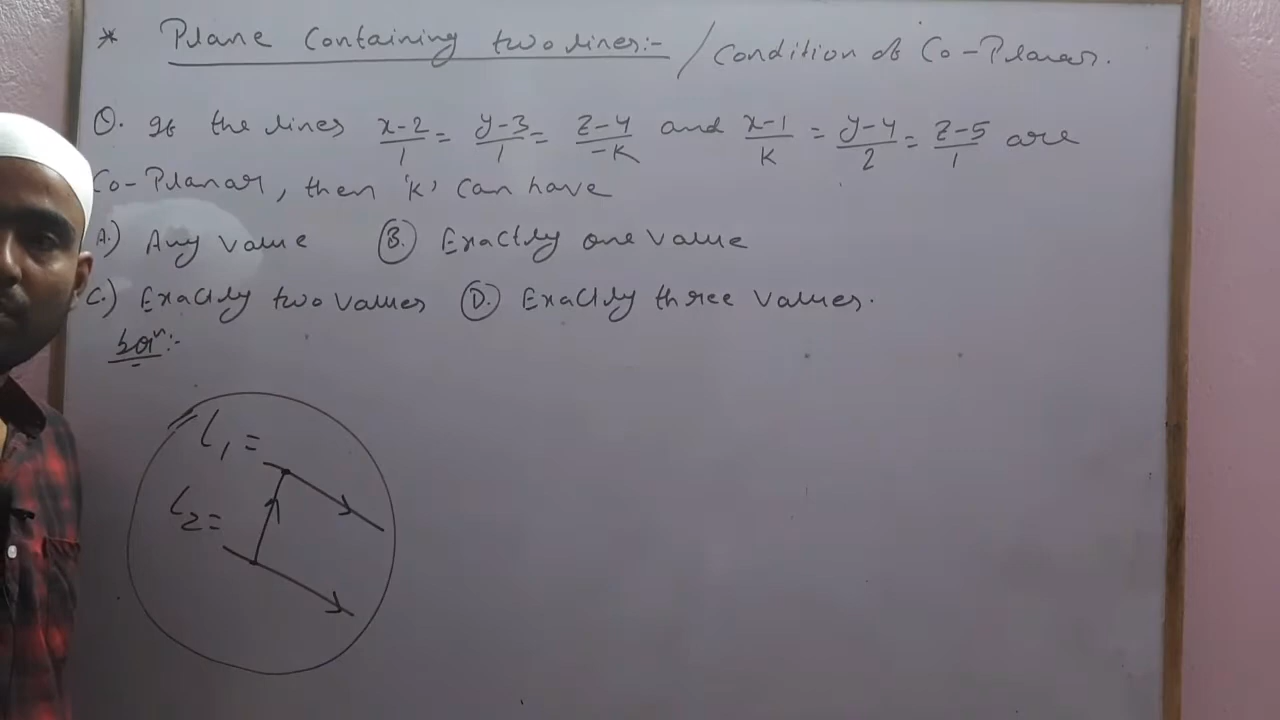 * Plane Containing two lines:- / Condition of Co-Planar.
Q. If the lines x-2/1 = y-3/1 = z-4/-K and x-1/K = y-4/2 = z-5/1 are
Co-Planar, then 'K' can have
A.) Any value B.) Exactly one value
C.) Exactly two values D.) Exactly three values.
Solⁿ:-
L₁ =
L₂ =